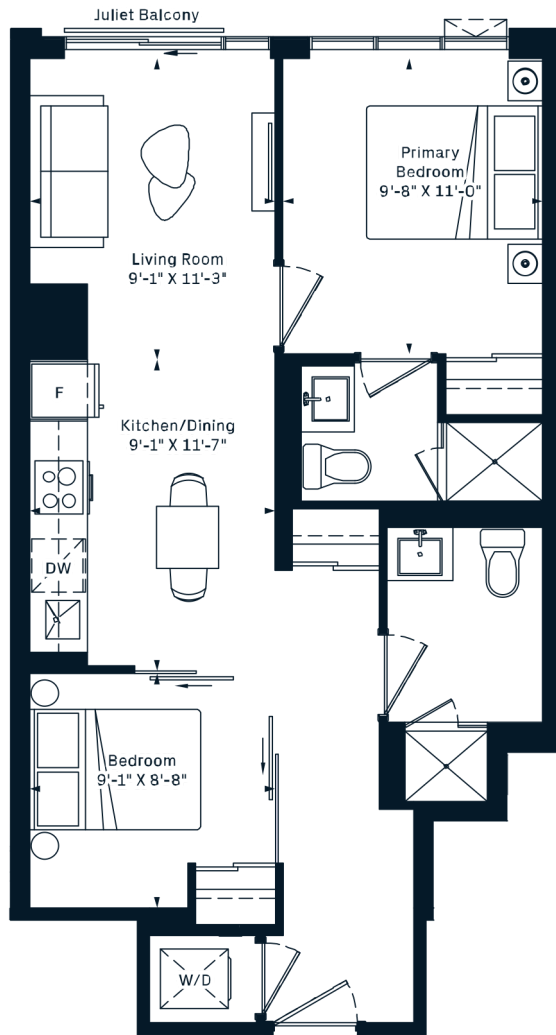 Juliet Balcony
Primary
Bedroom
9'-8" X 11'-0"
Living Room
9'-1" X 11'-3"
F
Kitchen/Dining
9'-1" X 11'-7"
DW
Bedroom
9'-1" X 8'-8"
W/D